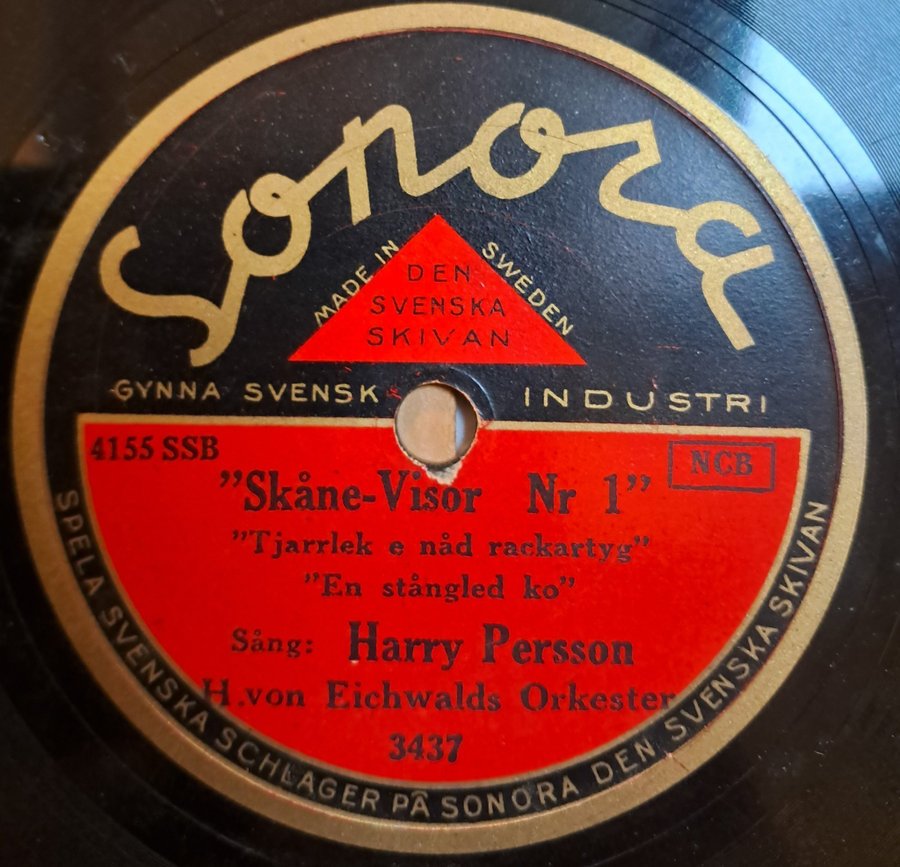 Sonora
MADE IN SWEDEN
DEN
SVENSKA
SKIVAN
GYNNA SVENSK INDUSTRI
4155 SSB
NCB
"Skåne-Visor Nr 1"
"Tjarrlek e nåd rackartyg"
"En stångled ko"
Sång: Harry Persson
H. von Eichwalds Orkester
3437
SPELA SVENSKA SCHLAGER PÅ SONORA DEN SVENSKA SKIVAN